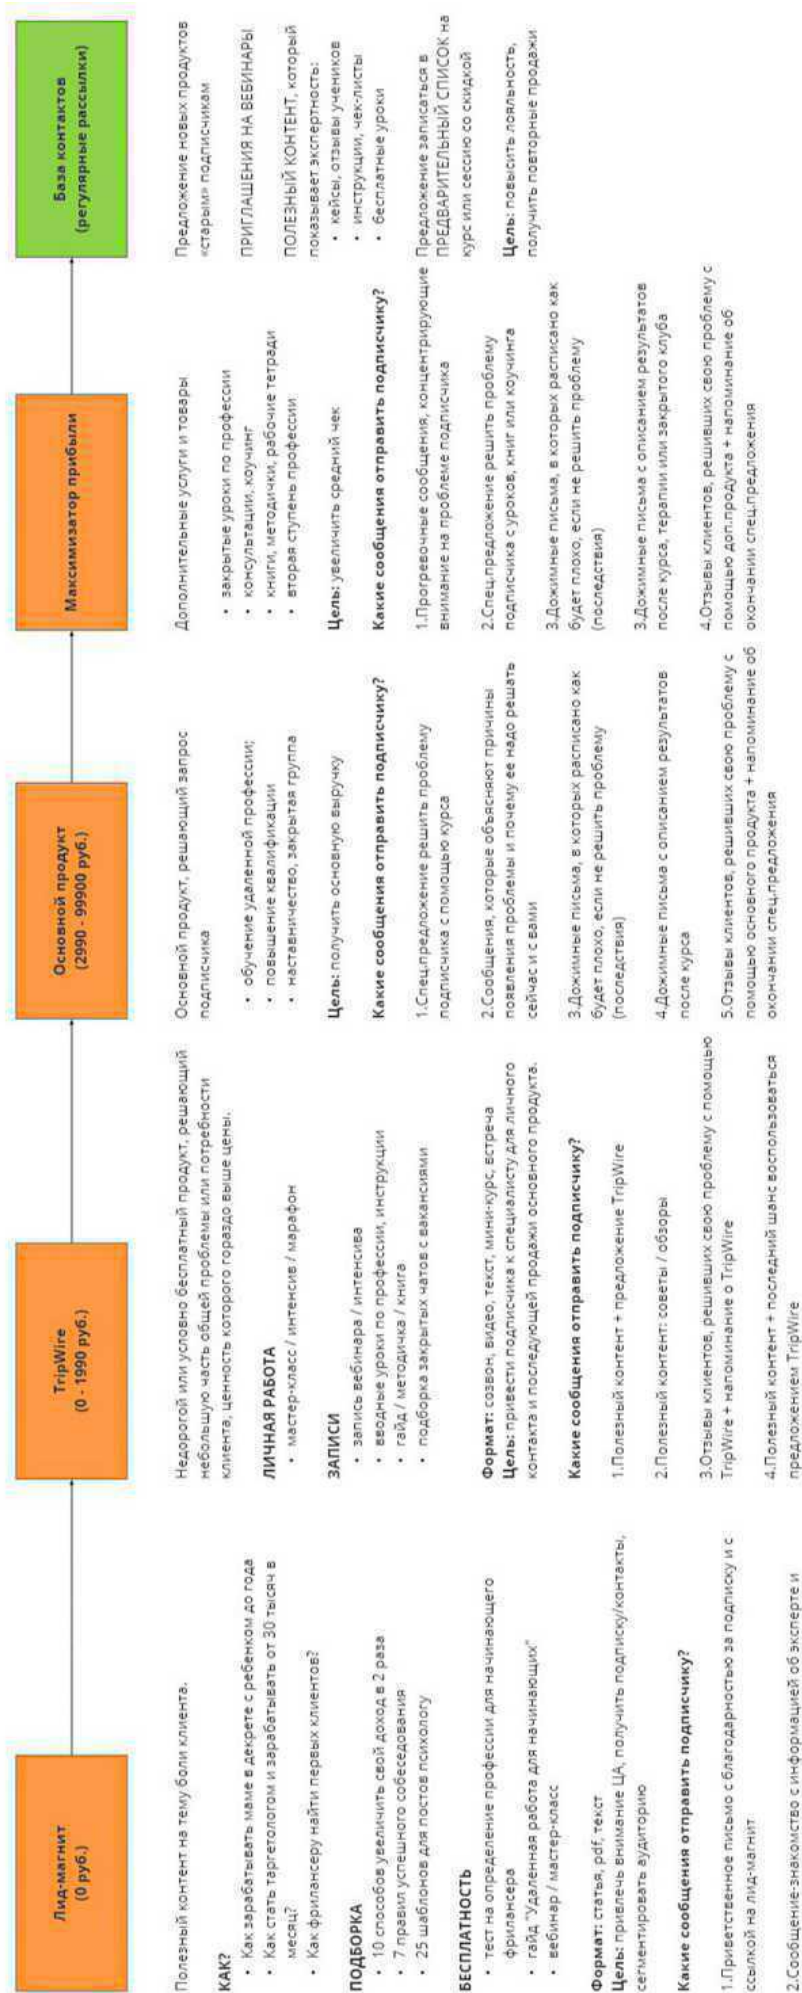 Лид-магнит
(0 руб.)
Полезный контент на тему боли клиента.
КАК?
• Как зарабатывать маме в декрете с ребенком до года
• Как стать таргетологом и зарабатывать от 30 тысяч в
месяц?
• Как фрилансеру найти первых клиентов?
ПОДБОРКА
• 10 способов увеличить свой доход в 2 раза
• 7 правил успешного собеседования
• 25 шаблонов для постов психологу
БЕСПЛАТНОСТЬ
• тест на определение профессии для начинающего
фрилансера
• гайд "Удаленная работа для начинающих"
• вебинар / мастер-класс
Формат: статья, pdf, текст
Цель: привлечь внимание ЦА, получить подписку/контакты,
сегментировать аудиторию
Какие сообщения отправить подписчику?
1.Приветственное письмо с благодарностью за подписку и с
ссылкой на лид-магнит
2.Сообщение-знакомство с информацией об эксперте и
TripWire
(0 - 1990 руб.)
Недорогой или условно бесплатный продукт, решающий
небольшую часть общей проблемы или потребности
клиента, ценность которого гораздо выше цены.
ЛИЧНАЯ РАБОТА
• мастер-класс / интенсив / марафон
ЗАПИСИ
• запись вебинара / интенсива
• вводные уроки по профессии, инструкции
• гайд / методичка / книга
• подборка закрытых чатов с вакансиями
Формат: созвон, видео, текст, мини-курс, встреча
Цель: привести подписчика к специалисту для личного
контакта и последующей продажи основного продукта.
Какие сообщения отправить подписчику?
1.Полезный контент + предложение TripWire
2.Полезный контент: советы / обзоры
3.Отзывы клиентов, решивших свою проблему с помощью
TripWire + напоминание о TripWire
4.Полезный контент + последний шанс воспользоваться
предложением TripWire
Основной продукт
(2990 - 99900 руб.)
Основной продукт, решающий запрос
подписчика
• обучение удаленной профессии;
• повышение квалификации
• наставничество, закрытая группа
Цель: получить основную выручку
Какие сообщения отправить подписчику?
1.Спец.предложение решить проблему
подписчика с помощью курса
2.Сообщения, которые объясняют причины
появления проблемы и почему ее надо решать
сейчас и с вами
3.Дожимные письма, в которых расписано как
будет плохо, если не решить проблему
(последствия)
4.Дожимные письма с описанием результатов
после курса
5.Отзывы клиентов, решивших свою проблему с
помощью основного продукта + напоминание об
окончании спец.предложения
Максимизатор прибыли
Дополнительные услуги и товары
• закрытые уроки по профессии
• консультации, коучинг
• книги, методички, рабочие тетради
• вторая ступень профессии
Цель: увеличить средний чек
Какие сообщения отправить подписчику?
1.Прогревочные сообщения, концентрирующие
внимание на проблеме подписчика
2.Спец.предложение решить проблему
подписчика с уроков, книг или коучинга
3.Дожимные письма, в которых расписано как
будет плохо, если не решить проблему
(последствия)
3.Дожимные письма с описанием результатов
после курса, терапии или закрытого клуба
4.Отзывы клиентов, решивших свою проблему с
помощью доп.продукта + напоминание об
окончании спец.предложения
База контактов
(регулярные рассылки)
Предложение новых продуктов
«старым» подписчикам
ПРИГЛАШЕНИЯ НА ВЕБИНАРЫ
ПОЛЕЗНЫЙ КОНТЕНТ, который
показывает экспертность:
• кейсы, отзывы учеников
• инструкции, чек-листы
• бесплатные уроки
Предложение записаться в
ПРЕДВАРИТЕЛЬНЫЙ СПИСОК на
курс или сессию со скидкой
Цель: повысить лояльность,
получить повторные продажи